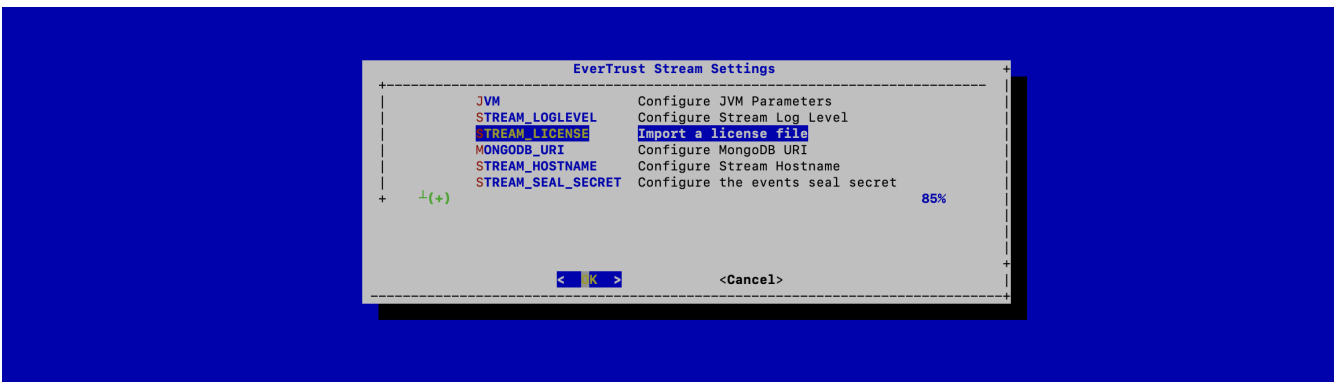 EverTrust Stream Settings
JVM Configure JVM Parameters
STREAM_LOGLEVEL Configure Stream Log Level
STREAM_LICENSE Import a license file
MONGODB_URI Configure MongoDB URI
STREAM_HOSTNAME Configure Stream Hostname
STREAM_SEAL_SECRET Configure the events seal secret
┴(+) 85%
< K > <Cancel>